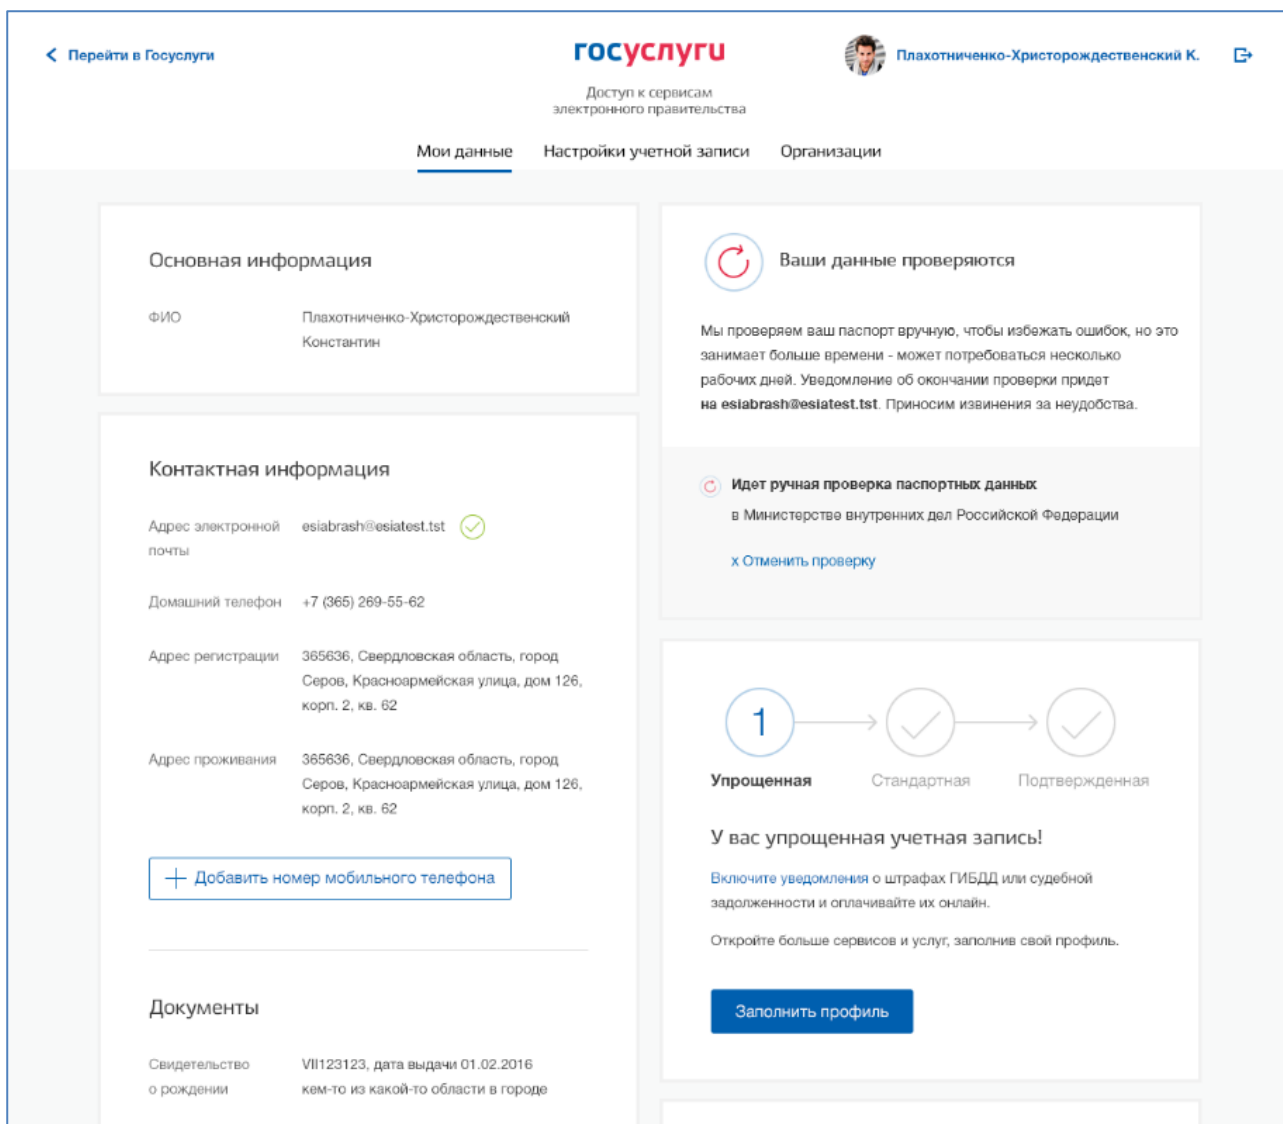 Перейти в Госуслуги
госуслуги
Доступ к сервисам
электронного правительства
Плахотниченко-Христорождественский К.
Мои данные
Настройки учетной записи
Организации
Основная информация
ФИО
Плахотниченко-Христорождественский
Константин
Контактная информация
Адрес электронной
почты
esiabrash@esiatest.tst
Домашний телефон
+7 (365) 269-55-62
Адрес регистрации
365636, Свердловская область, город
Серов, Красноармейская улица, дом 126,
корп. 2, кв. 62
Адрес проживания
365636, Свердловская область, город
Серов, Красноармейская улица, дом 126,
корп. 2, кв. 62
Добавить номер мобильного телефона
Документы
Свидетельство
о рождении
VII123123, дата выдачи 01.02.2016
кем-то из какой-то области в городе
Ваши данные проверяются
Мы проверяем ваш паспорт вручную, чтобы избежать ошибок, но это
занимает больше времени - может потребоваться несколько
рабочих дней. Уведомление об окончании проверки придет
на esiabrash@esiatest.tst. Приносим извинения за неудобства.
Идет ручная проверка паспортных данных
в Министерстве внутренних дел Российской Федерации
x Отменить проверку
1
Упрощенная
Стандартная
Подтвержденная
У вас упрощенная учетная запись!
Включите уведомления о штрафах ГИБДД или судебной
задолженности и оплачивайте их онлайн.
Откройте больше сервисов и услуг, заполнив свой профиль.
Заполнить профиль